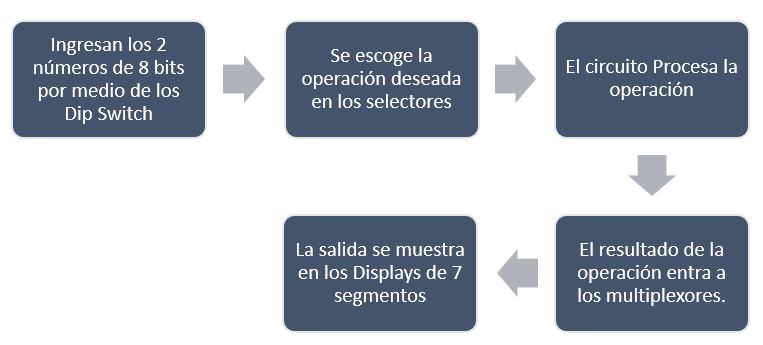 Ingresan los 2
números de 8 bits
por medio de los
Dip Switch
Se escoge la
operación deseada
en los selectores
El circuito Procesa la
operación
El resultado de la
operación entra a
los multiplexores.
La salida se muestra
en los Displays de 7
segmentos